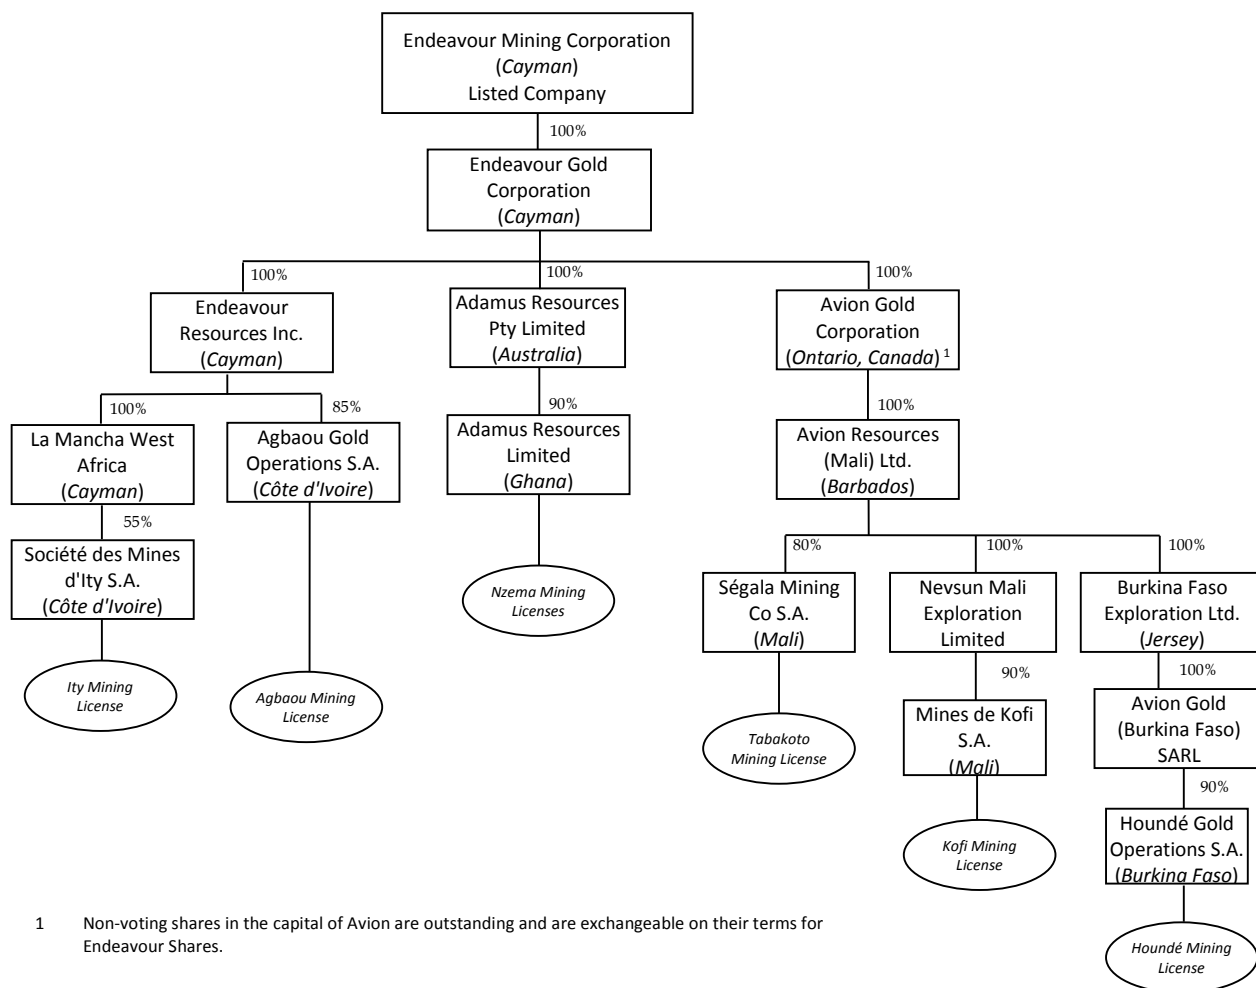 Endeavour Mining Corporation
(Cayman)
Listed Company
100%
Endeavour Gold
Corporation
(Cayman)
100%
100%
100%
Endeavour
Resources Inc.
(Cayman)
Adamus Resources
Pty Limited
(Australia)
Avion Gold
Corporation
(Ontario, Canada) 1
100%
85%
90%
100%
La Mancha West
Africa
(Cayman)
Agbaou Gold
Operations S.A.
(Côte d'Ivoire)
Adamus Resources
Limited
(Ghana)
Avion Resources
(Mali) Ltd.
(Barbados)
55%
80%
100%
100%
Société des Mines
d'Ity S.A.
(Côte d'Ivoire)
Nzema Mining
Licenses
Ségala Mining
Co S.A.
(Mali)
Nevsun Mali
Exploration
Limited
Burkina Faso
Exploration Ltd.
(Jersey)
90%
100%
Ity Mining
License
Agbaou Mining
License
Tabakoto
Mining License
Mines de Kofi
S.A.
(Mali)
Avion Gold
(Burkina Faso)
SARL
90%
Kofi Mining
License
Houndé Gold
Operations S.A.
(Burkina Faso)
1 Non-voting shares in the capital of Avion are outstanding and are exchangeable on their terms for
Endeavour Shares.
Houndé Mining
License